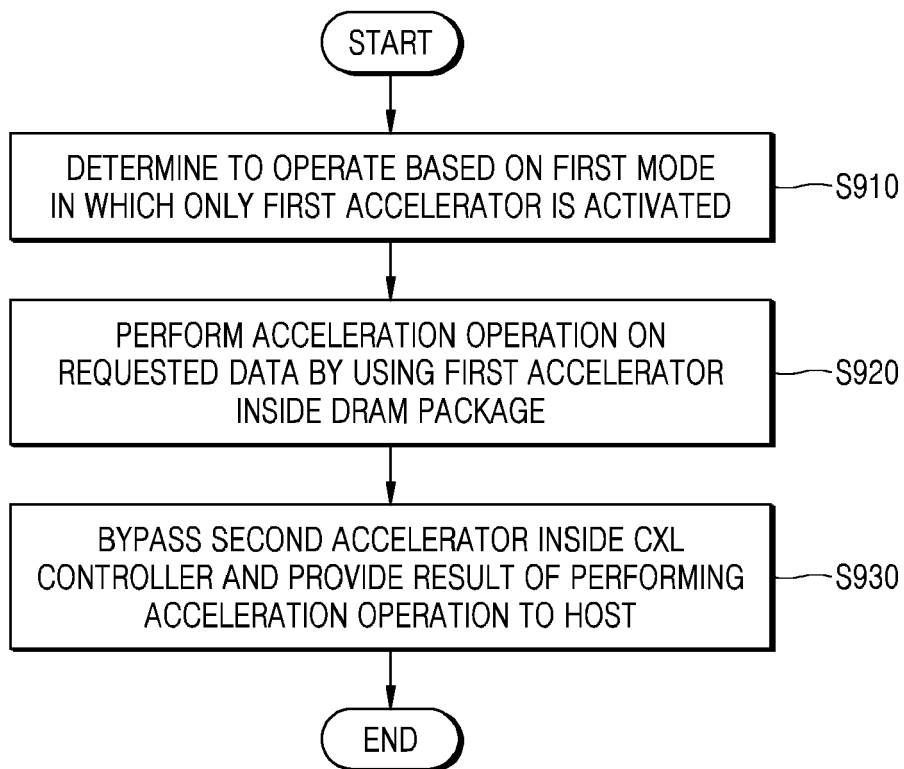 START
DETERMINE TO OPERATE BASED ON FIRST MODE
IN WHICH ONLY FIRST ACCELERATOR IS ACTIVATED
S910
PERFORM ACCELERATION OPERATION ON
REQUESTED DATA BY USING FIRST ACCELERATOR
INSIDE DRAM PACKAGE
S920
BYPASS SECOND ACCELERATOR INSIDE CXL
CONTROLLER AND PROVIDE RESULT OF PERFORMING
ACCELERATION OPERATION TO HOST
S930
END